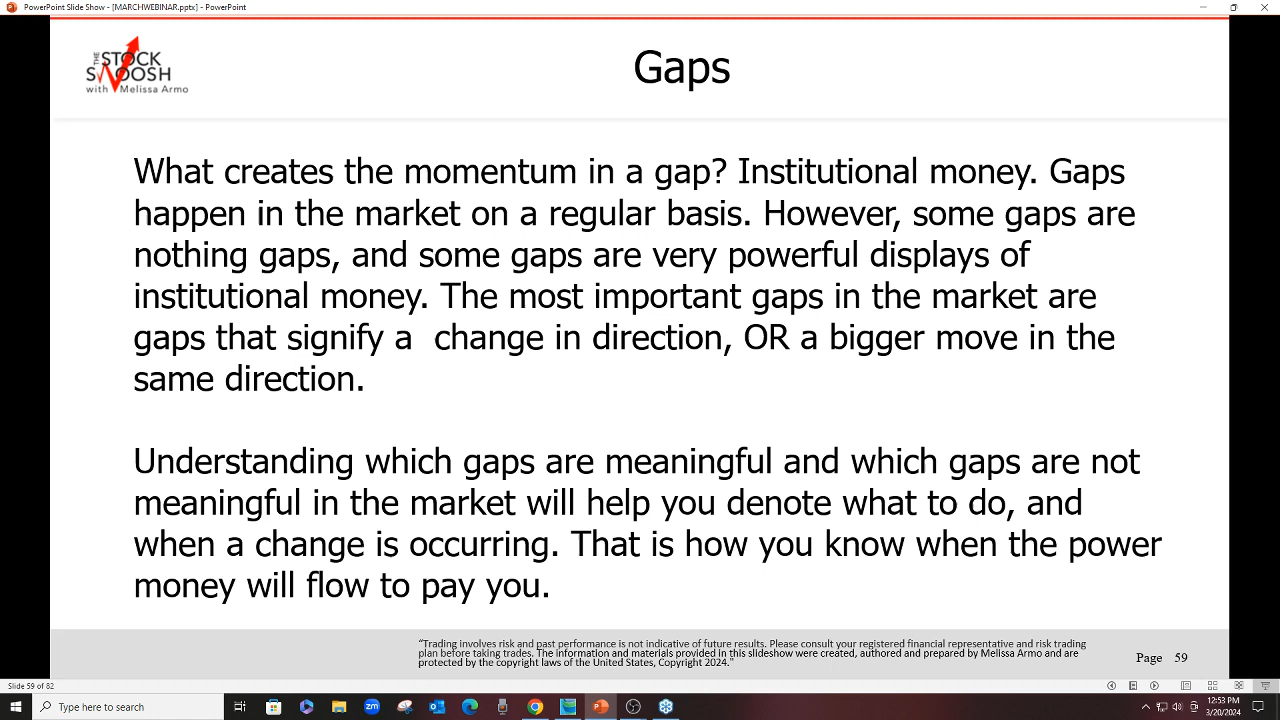 PowerPoint Slide Show - [MARCHWEBINAR.pptx] - PowerPoint
THE STOCK
SWOOSH
with Melissa Armo
Gaps
What creates the momentum in a gap? Institutional money. Gaps
happen in the market on a regular basis. However, some gaps are
nothing gaps, and some gaps are very powerful displays of
institutional money. The most important gaps in the market are
gaps that signify a  change in direction, OR a bigger move in the
same direction.
Understanding which gaps are meaningful and which gaps are not
meaningful in the market will help you denote what to do, and
when a change is occurring. That is how you know when the power
money will flow to pay you.
"Trading involves risk and past performance is not indicative of future results. Please consult your registered financial representative and risk trading
plan before taking trades. The information and materials provided in this slideshow were created, authored and prepared by Melissa Armo and are
protected by the copyright laws of the United States, Copyright 2024."
Page 59
Slide 59 of 82
Type here to search
zm
12:53 PM
3/20/2024